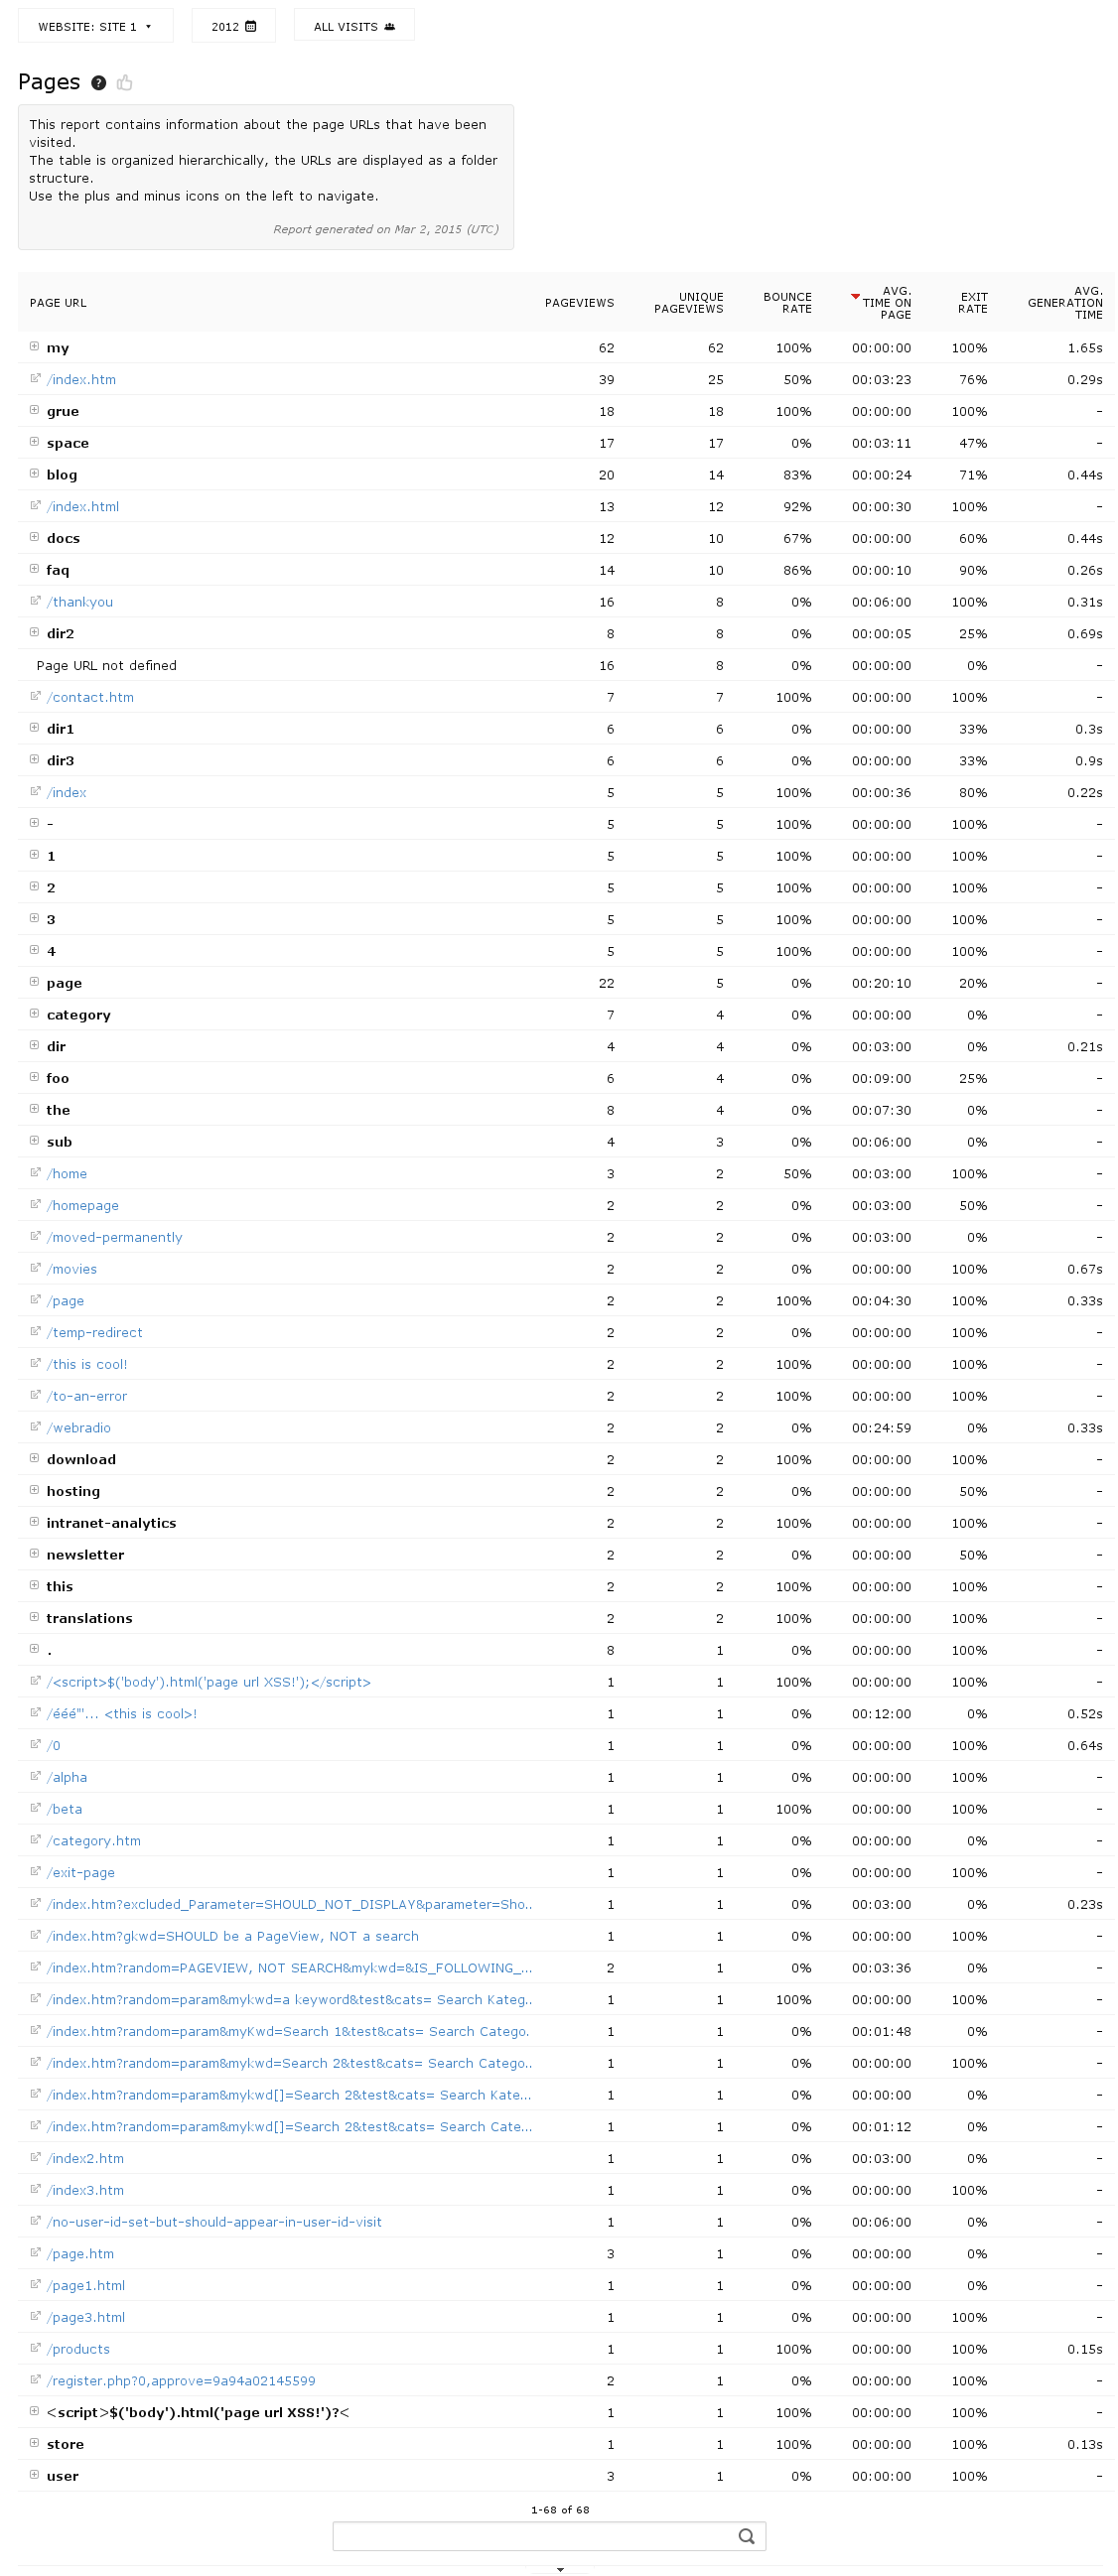 WEBSITE: SITE 1 2012 ALL VISITS
Pages
This report contains information about the page URLs that have been
visited.
The table is organized hierarchically, the URLs are displayed as a folder
structure.
Use the plus and minus icons on the left to navigate.
Report generated on Mar 2, 2015 (UTC)
PAGE URL PAGEVIEWS UNIQUE PAGEVIEWS BOUNCE RATE AVG. TIME ON PAGE EXIT RATE AVG. GENERATION TIME
my 62 62 100% 00:00:00 100% 1.65s
/index.htm 39 25 50% 00:03:23 76% 0.29s
grue 18 18 100% 00:00:00 100% -
space 17 17 0% 00:03:11 47% -
blog 20 14 83% 00:00:24 71% 0.44s
/index.html 13 12 92% 00:00:30 100% -
docs 12 10 67% 00:00:00 60% 0.44s
faq 14 10 86% 00:00:10 90% 0.26s
/thankyou 16 8 0% 00:06:00 100% 0.31s
dir2 8 8 0% 00:00:05 25% 0.69s
Page URL not defined 16 8 0% 00:00:00 0% -
/contact.htm 7 7 100% 00:00:00 100% -
dir1 6 6 0% 00:00:00 33% 0.3s
dir3 6 6 0% 00:00:00 33% 0.9s
/index 5 5 100% 00:00:36 80% 0.22s
- 5 5 100% 00:00:00 100% -
1 5 5 100% 00:00:00 100% -
2 5 5 100% 00:00:00 100% -
3 5 5 100% 00:00:00 100% -
4 5 5 100% 00:00:00 100% -
page 22 5 0% 00:20:10 20% -
category 7 4 0% 00:00:00 0% -
dir 4 4 0% 00:03:00 0% 0.21s
foo 6 4 0% 00:09:00 25% -
the 8 4 0% 00:07:30 0% -
sub 4 3 0% 00:06:00 0% -
/home 3 2 50% 00:03:00 100% -
/homepage 2 2 0% 00:03:00 50% -
/moved-permanently 2 2 0% 00:03:00 0% -
/movies 2 2 0% 00:00:00 100% 0.67s
/page 2 2 100% 00:04:30 100% 0.33s
/temp-redirect 2 2 0% 00:00:00 100% -
/this is cool! 2 2 100% 00:00:00 100% -
/to-an-error 2 2 100% 00:00:00 100% -
/webradio 2 2 0% 00:24:59 0% 0.33s
download 2 2 100% 00:00:00 100% -
hosting 2 2 0% 00:00:00 50% -
intranet-analytics 2 2 100% 00:00:00 100% -
newsletter 2 2 0% 00:00:00 50% -
this 2 2 100% 00:00:00 100% -
translations 2 2 100% 00:00:00 100% -
. 8 1 0% 00:00:00 100% -
/<script>$('body').html('page url XSS!');</script> 1 1 100% 00:00:00 100% -
/ééé"'... <this is cool>! 1 1 0% 00:12:00 0% 0.52s
/0 1 1 0% 00:00:00 100% 0.64s
/alpha 1 1 0% 00:00:00 100% -
/beta 1 1 100% 00:00:00 100% -
/category.htm 1 1 0% 00:00:00 0% -
/exit-page 1 1 0% 00:00:00 100% -
/index.htm?excluded_Parameter=SHOULD_NOT_DISPLAY&parameter=Sho.. 1 1 0% 00:03:00 0% 0.23s
/index.htm?gkwd=SHOULD be a PageView, NOT a search 1 1 0% 00:00:00 100% -
/index.htm?random=PAGEVIEW, NOT SEARCH&mykwd=&IS_FOLLOWING_... 2 1 0% 00:03:36 0% -
/index.htm?random=param&mykwd=a keyword&test&cats= Search Kateg.. 1 1 100% 00:00:00 100% -
/index.htm?random=param&myKwd=Search 1&test&cats= Search Catego. 1 1 0% 00:01:48 0% -
/index.htm?random=param&mykwd=Search 2&test&cats= Search Catego.. 1 1 0% 00:00:00 100% -
/index.htm?random=param&mykwd[]=Search 2&test&cats= Search Kate... 1 1 0% 00:00:00 0% -
/index.htm?random=param&mykwd[]=Search 2&test&cats= Search Cate... 1 1 0% 00:01:12 0% -
/index2.htm 1 1 0% 00:03:00 0% -
/index3.htm 1 1 0% 00:00:00 100% -
/no-user-id-set-but-should-appear-in-user-id-visit 1 1 0% 00:06:00 0% -
/page.htm 3 1 0% 00:00:00 0% -
/page1.html 1 1 0% 00:00:00 0% -
/page3.html 1 1 0% 00:00:00 100% -
/products 1 1 100% 00:00:00 100% 0.15s
/register.php?0,approve=9a94a02145599 2 1 0% 00:00:00 100% -
<script>$('body').html('page url XSS!')?< 1 1 100% 00:00:00 100% -
store 1 1 100% 00:00:00 100% 0.13s
user 3 1 0% 00:00:00 100% -
1-68 of 68